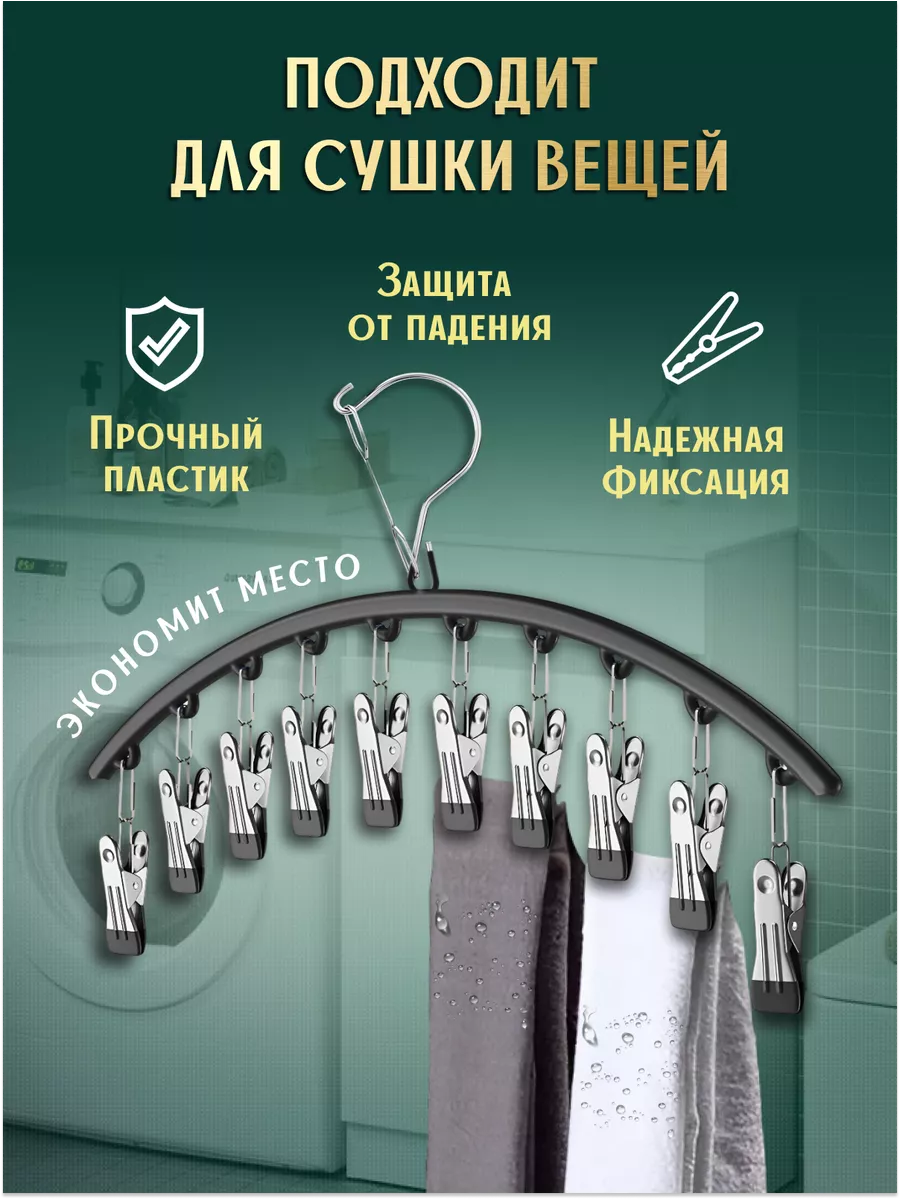 ПОДХОДИТ
ДЛЯ СУШКИ ВЕЩЕЙ
ЗАЩИТА
ОТ ПАДЕНИЯ
ПРОЧНЫЙ
ПЛАСТИК
НАДЕЖНАЯ
ФИКСАЦИЯ
ЭКОНОМИТ МЕСТО